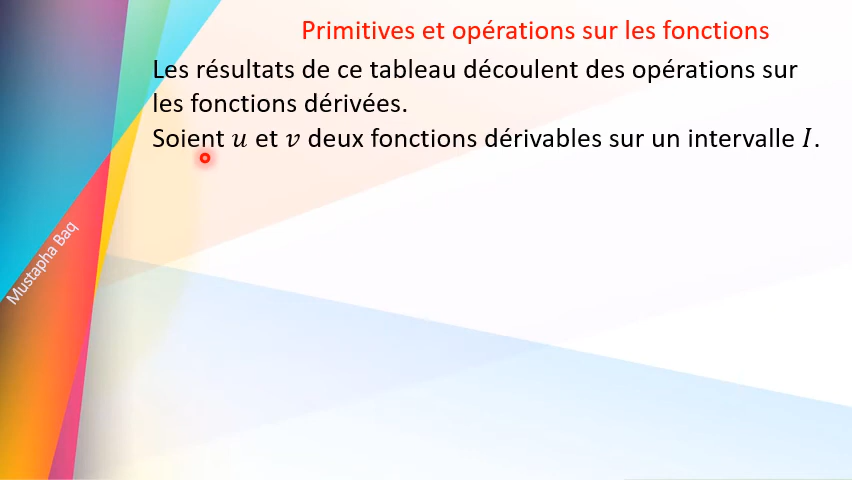 Primitives et opérations sur les fonctions
Les résultats de ce tableau découlent des opérations sur
les fonctions dérivées.
Soient u et v deux fonctions dérivables sur un intervalle I.
Mustapha Baq